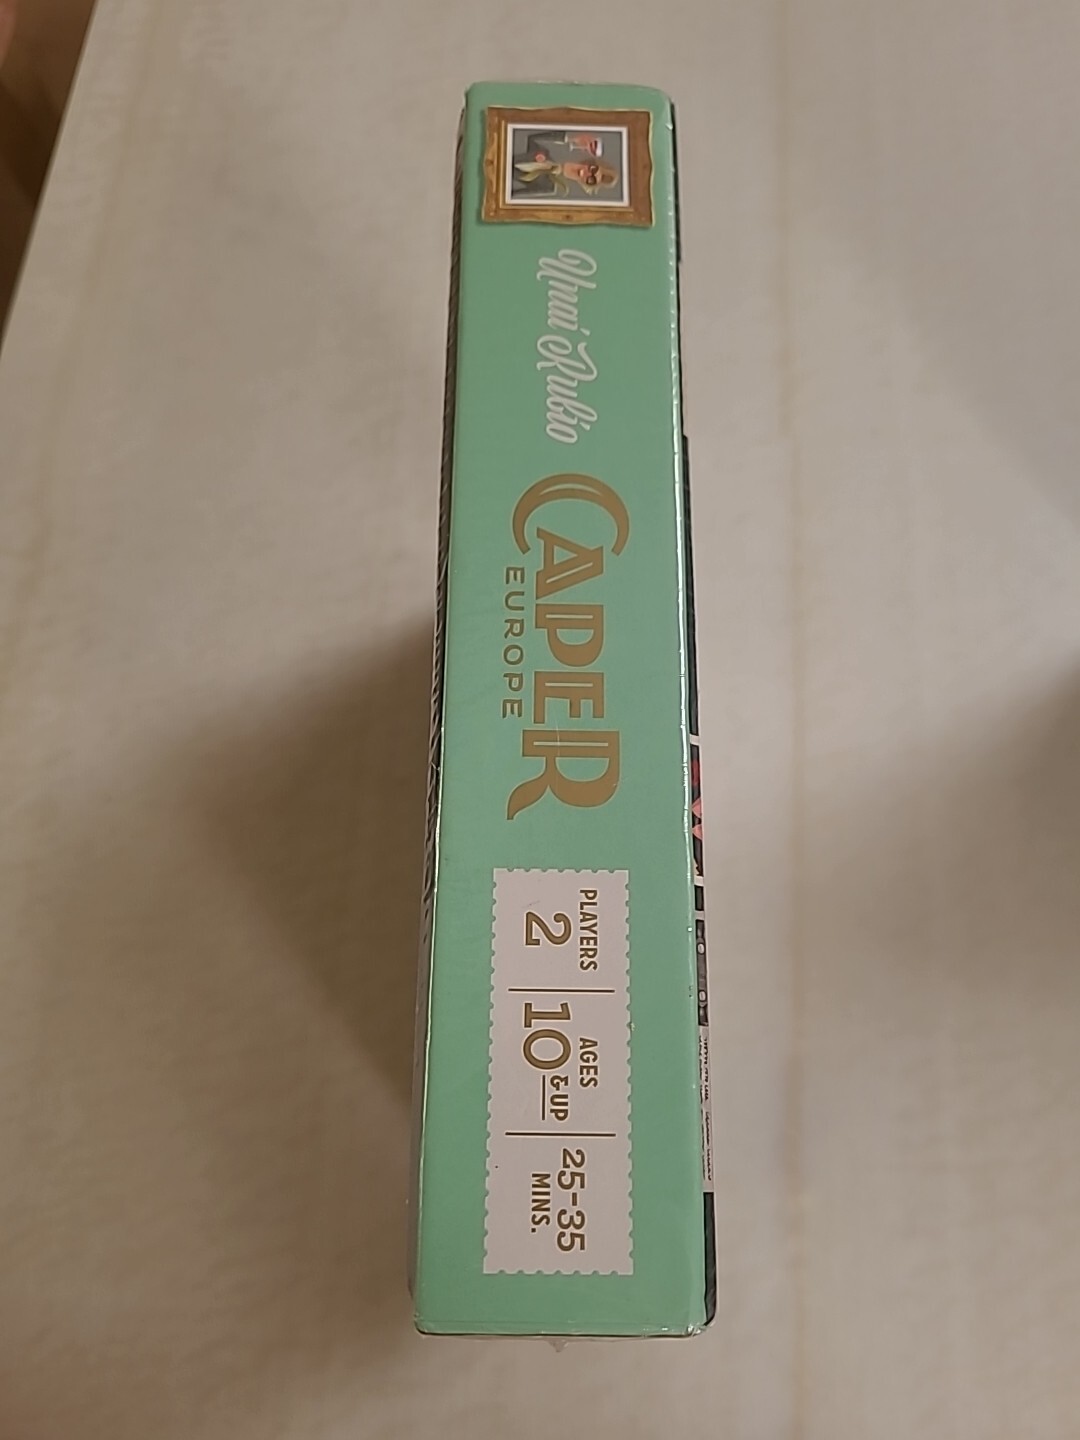 Unai Rubio
CAPER
EUROPE
PLAYERS
2
AGES
10 & UP
25-35
MINS.